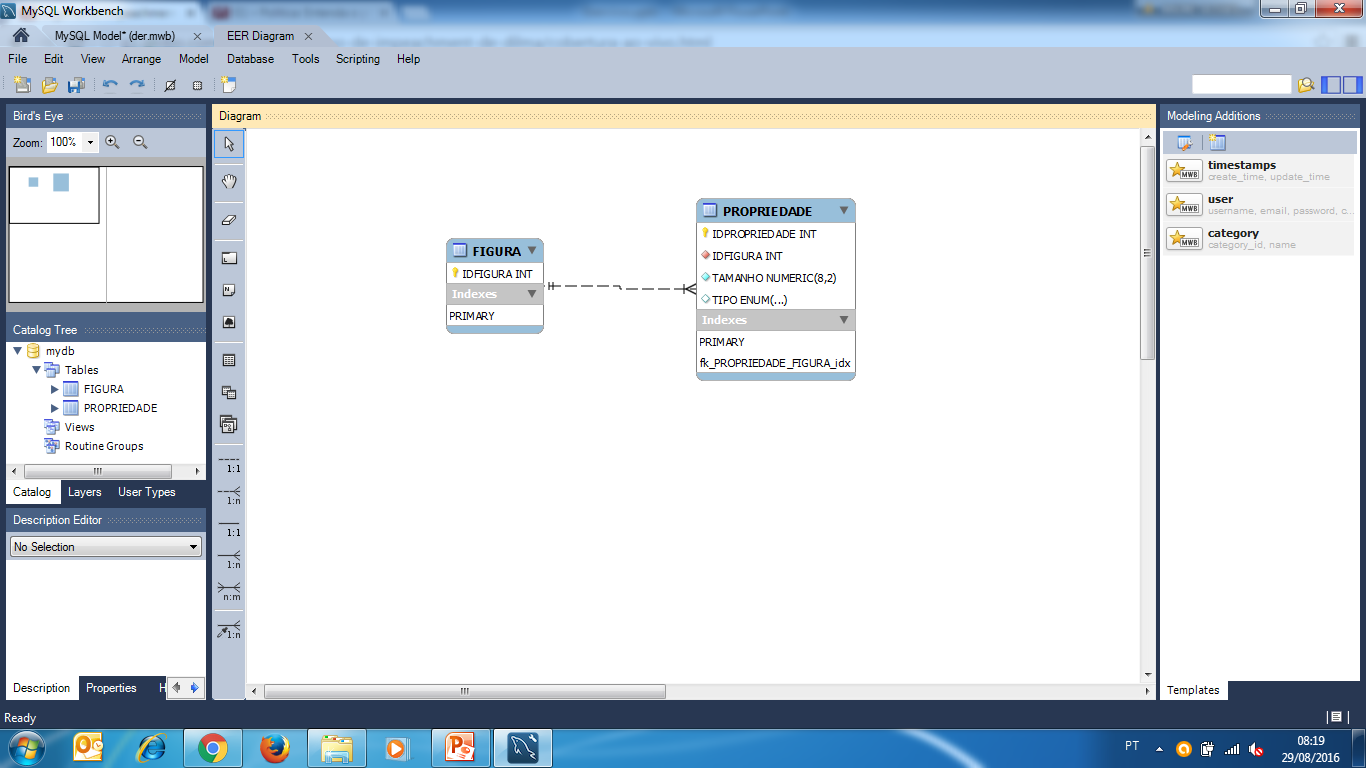 MySQL Workbench
MySQL Model* (der.mwb)
EER Diagram
File Edit View Arrange Model Database Tools Scripting Help
Bird's Eye
Zoom: 100%
Catalog Tree
mydb
Tables
FIGURA
PROPRIEDADE
Views
Routine Groups
Catalog Layers User Types
Description Editor
No Selection
Description Properties H
Ready
Diagram
1:1
1:n
1:1
1:n
n:m
1:n
FIGURA
IDFIGURA INT
Indexes
PRIMARY
PROPRIEDADE
IDPROPRIEDADE INT
IDFIGURA INT
TAMANHO NUMERIC(8,2)
TIPO ENUM(...)
Indexes
PRIMARY
fk_PROPRIEDADE_FIGURA_idx
Modeling Additions
MWB
timestamps
create_time, update_time
MWB
user
username, email, password, c...
MWB
category
category_id, name
Templates
PT
08:19
29/08/2016